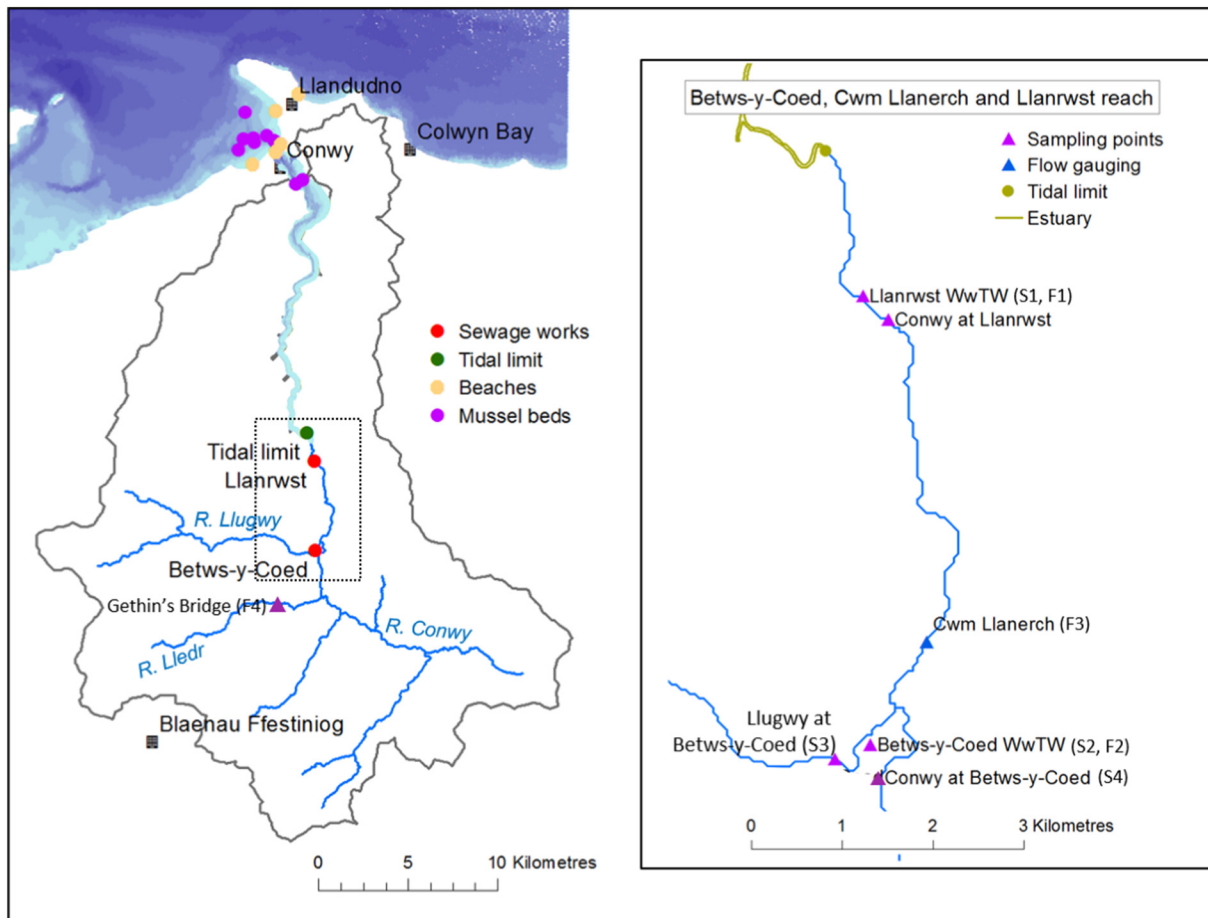 Llandudno
Colwyn Bay
Conwy
Sewage works
Tidal limit
Beaches
Mussel beds
Tidal limit
Llanrwst
R. Llugwy
Betws-y-Coed
Gethin's Bridge (F4)
R. Conwy
R. Lledr
Blaenau Ffestiniog
0 5 10 Kilometres
Betws-y-Coed, Cwm Llanerch and Llanrwst reach
Sampling points
Flow gauging
Tidal limit
Estuary
Llanrwst WwTW (S1, F1)
Conwy at Llanrwst
Cwm Llanerch (F3)
Llugwy at
Betws-y-Coed (S3)
Betws-y-Coed WwTW (S2, F2)
Conwy at Betws-y-Coed (S4)
0 1 2 3 Kilometres